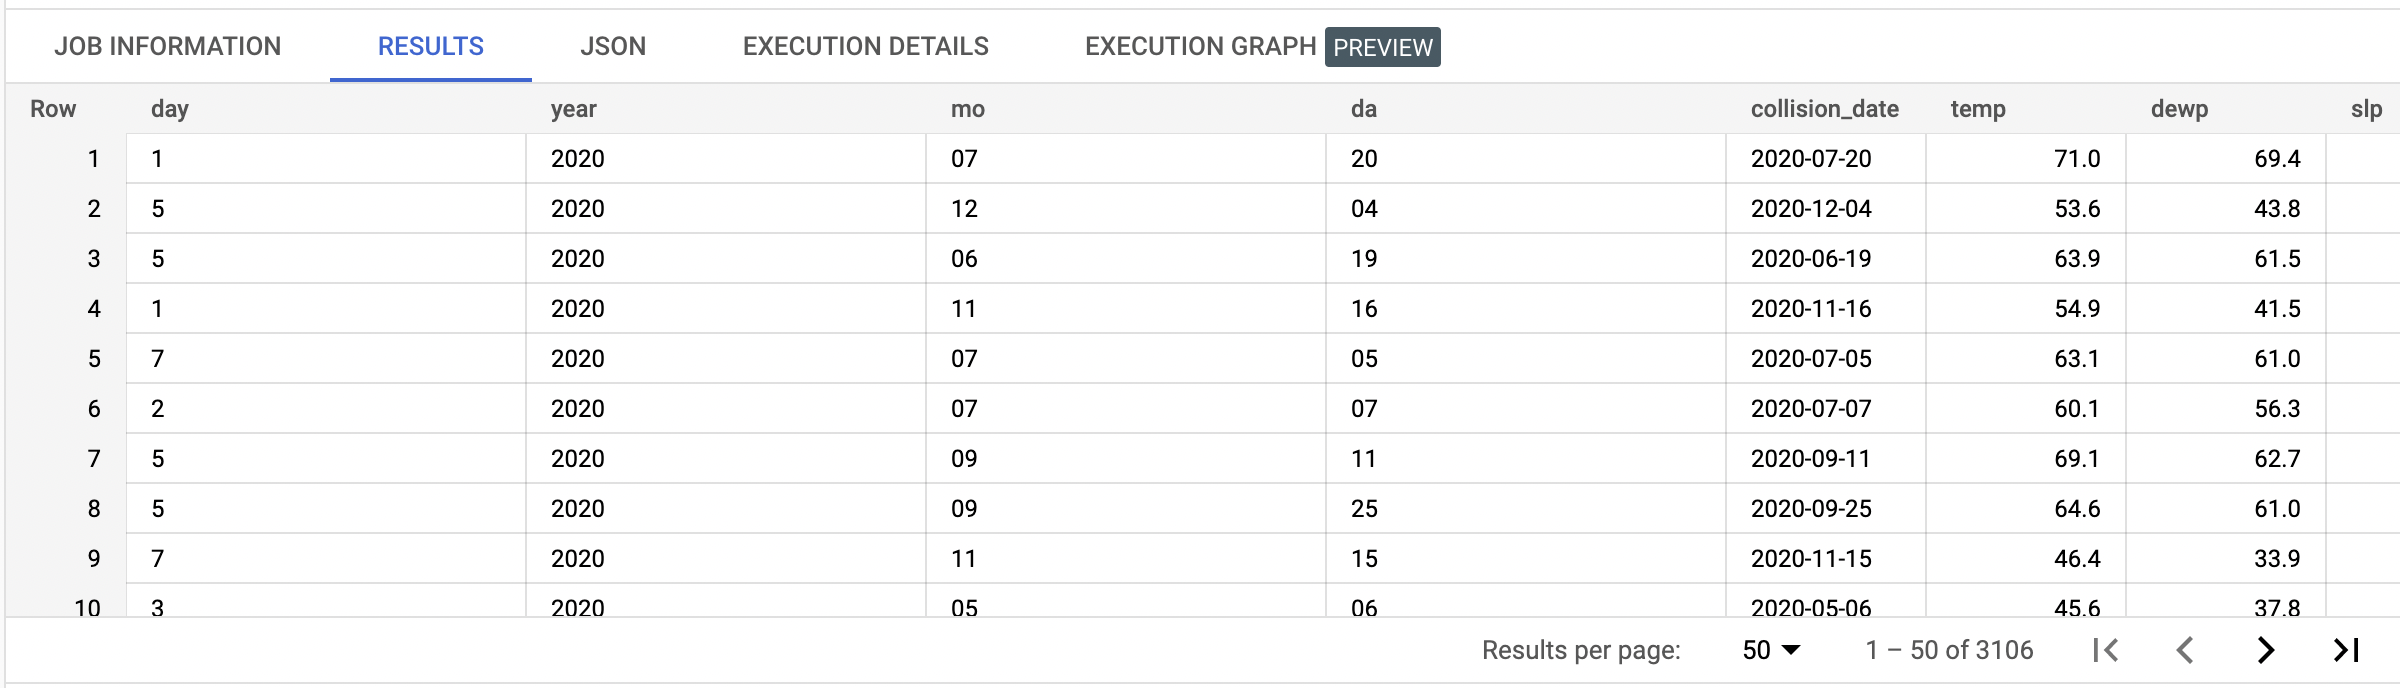 JOB INFORMATION RESULTS JSON EXECUTION DETAILS EXECUTION GRAPH PREVIEW
Row day year mo da collision_date temp dewp slp
1 1 2020 07 20 2020-07-20 71.0 69.4
2 5 2020 12 04 2020-12-04 53.6 43.8
3 5 2020 06 19 2020-06-19 63.9 61.5
4 1 2020 11 16 2020-11-16 54.9 41.5
5 7 2020 07 05 2020-07-05 63.1 61.0
6 2 2020 07 07 2020-07-07 60.1 56.3
7 5 2020 09 11 2020-09-11 69.1 62.7
8 5 2020 09 25 2020-09-25 64.6 61.0
9 7 2020 11 15 2020-11-15 46.4 33.9
10 3 2020 05 06 2020-05-06 45.6 37.8
Results per page: 50 1 – 50 of 3106